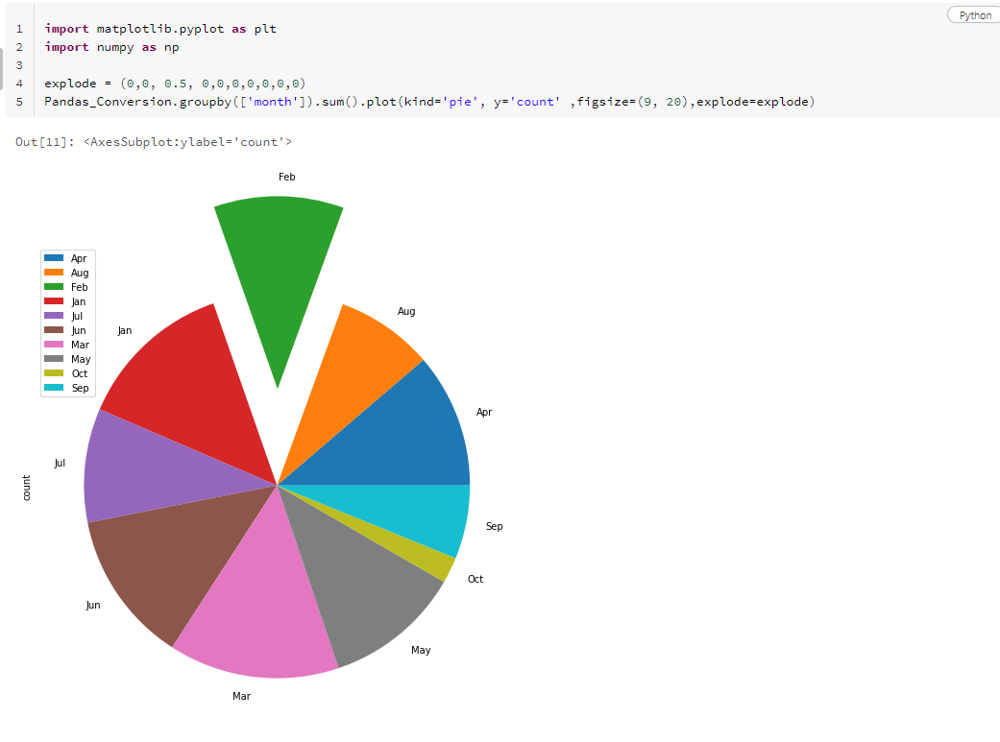 Python
1 import matplotlib.pyplot as plt
2 import numpy as np
3
4 explode = (0,0, 0.5, 0,0,0,0,0,0,0)
5 Pandas_Conversion.groupby(['month']).sum().plot(kind='pie', y='count' ,figsize=(9, 20),explode=explode)
Out[11]: <AxesSubplot:ylabel='count'>
Feb
Apr
Aug
Feb
Jan
Jul
Jun
Mar
May
Oct
Sep
Aug
Jan
Apr
Jul
count
Sep
Oct
Jun
May
Mar